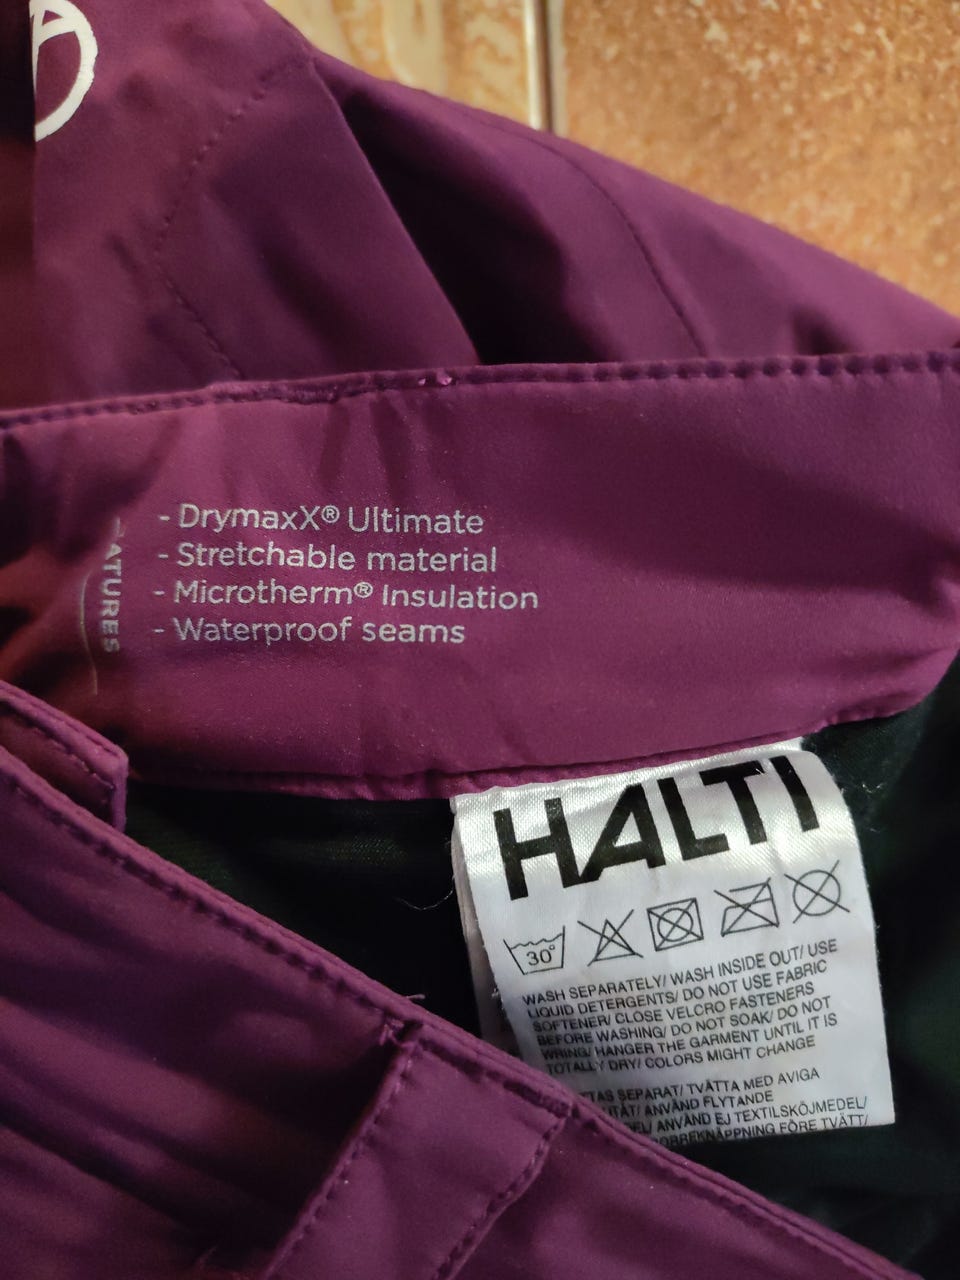 - DrymaxX® Ultimate
- Stretchable material
- Microtherm® Insulation
- Waterproof seams
HALTI
30°
WASH SEPARATELY/ WASH INSIDE OUT/ USE
LIQUID DETERGENTS/ DO NOT USE FABRIC
SOFTENER/ CLOSE VELCRO FASTENERS
BEFORE WASHING/ DO NOT SOAK/ DO NOT
WRING/ HANGER THE GARMENT UNTIL IT IS
TOTALLY DRY/ COLORS MIGHT CHANGE
SEPARAT/ TVÄTTA MED AVIGA
ANVÄND FLYTANDE
ANVÄND EJ TEXTILSKÖJMEDEL/
FÖRE TVÄTT/